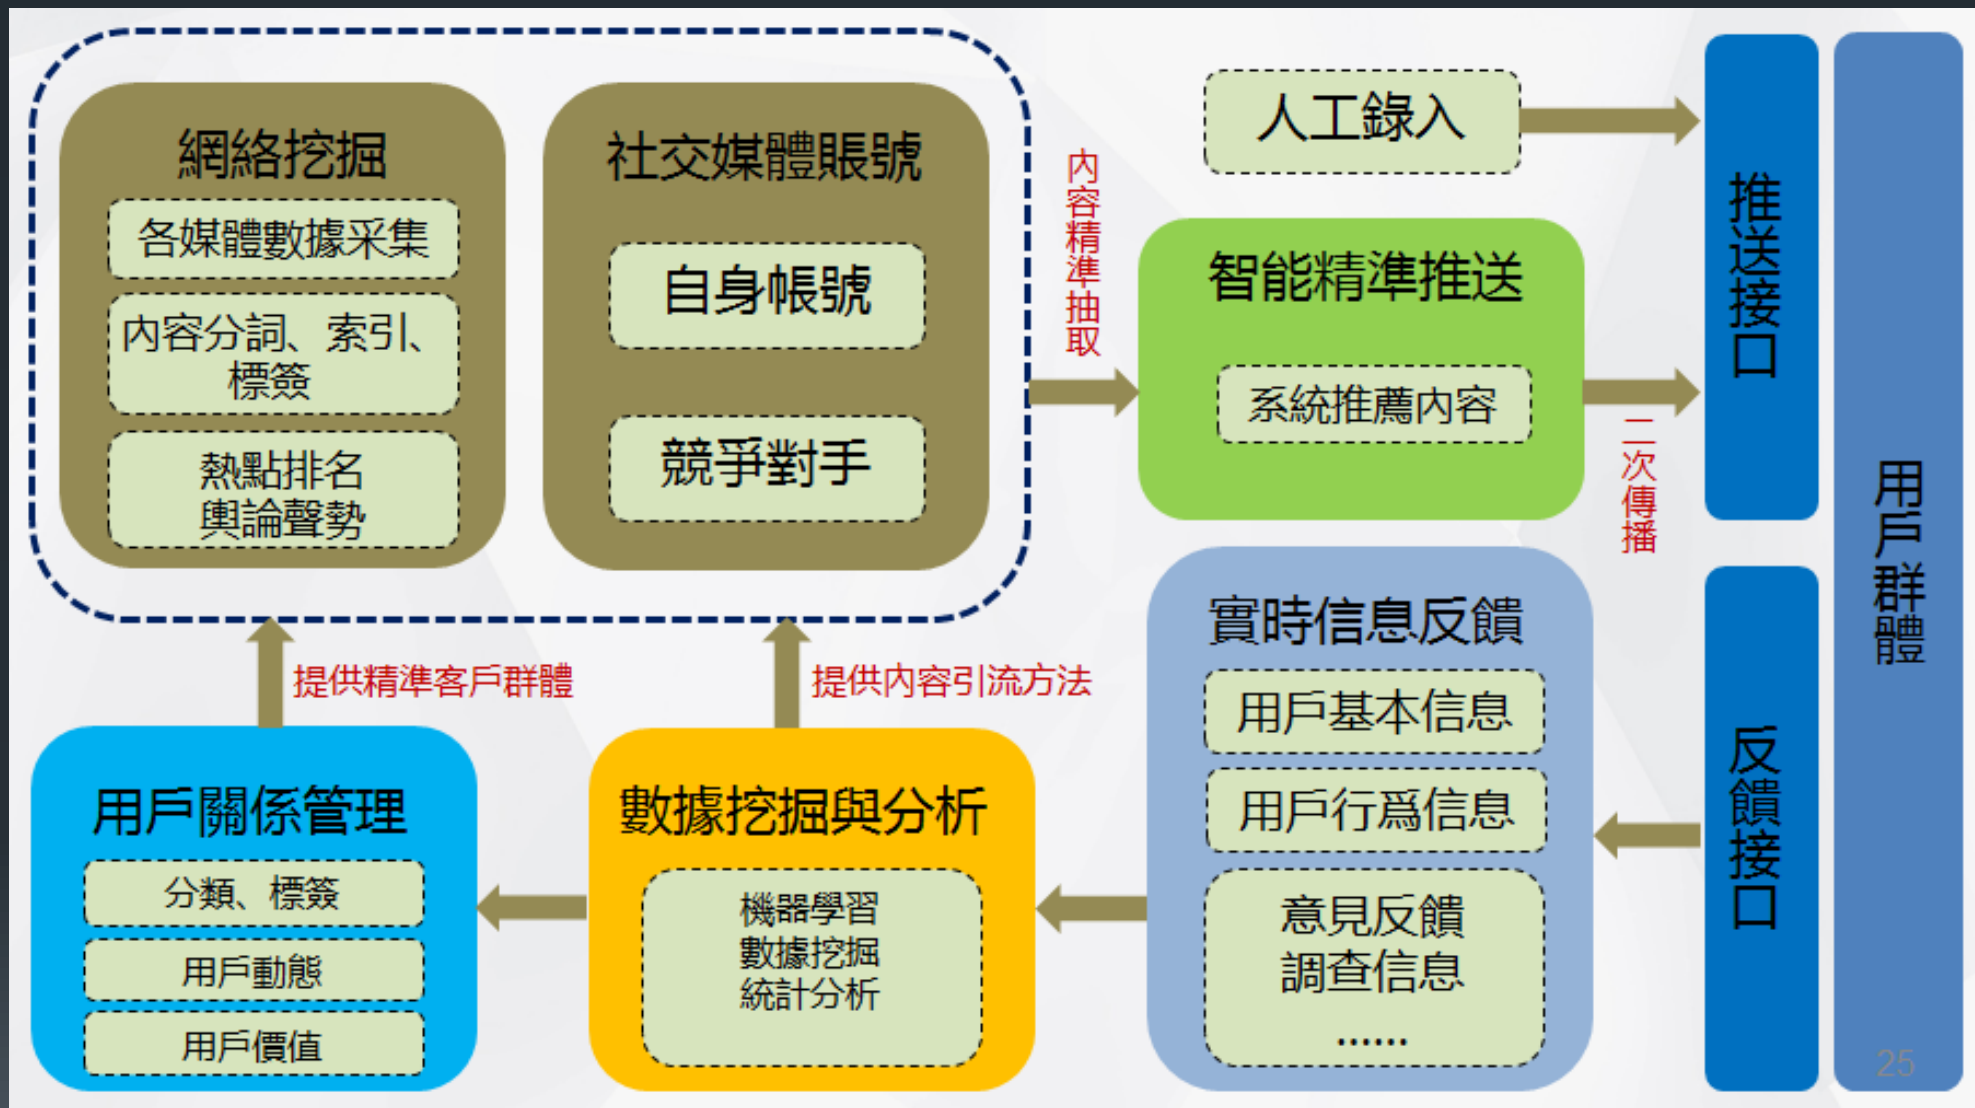 網絡挖掘
各媒體數據采集
内容分詞、索引、
標簽
熱點排名
輿論聲勢
社交媒體賬號
自身帳號
競爭對手
内容精準抽取
人工錄入
智能精準推送
系統推薦內容
二次傳播
推送接口
用戶群體
提供精準客戶群體
提供內容引流方法
用戶關係管理
分類、標簽
用戶動態
用戶價值
數據挖掘與分析
機器學習
數據挖掘
統計分析
實時信息反饋
用戶基本信息
用戶行爲信息
意見反饋
調查信息
......
反饋接口
25